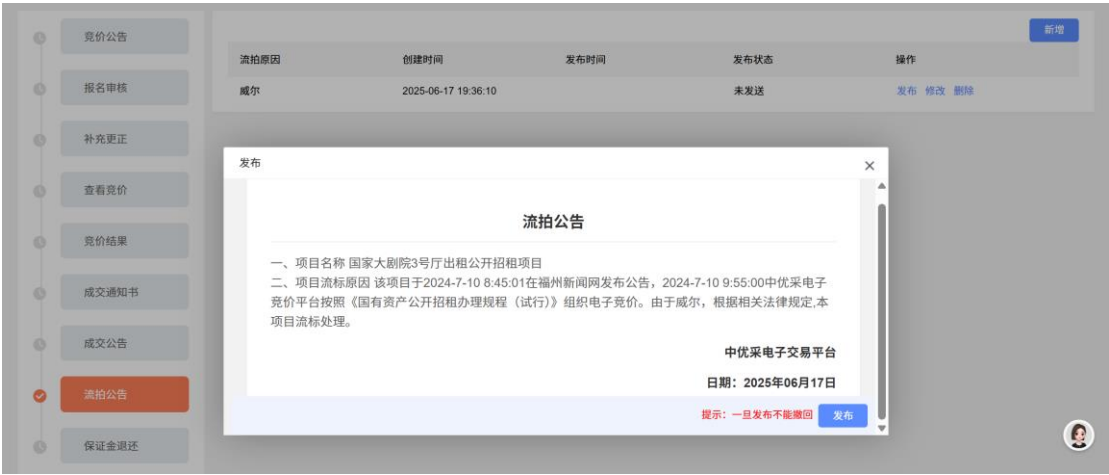 竞价公告
报名审核
补充更正
查看竞价
竞价结果
成交通知书
成交公告
流拍公告
保证金退还
新增
流拍原因 创建时间 发布时间 发布状态 操作
威尔 2025-06-17 19:36:10 未发送 发布 修改 删除
发布
流拍公告
一、项目名称 国家大剧院3号厅出租公开招租项目
二、项目流标原因 该项目于2024-7-10 8:45:01在福州新闻网发布公告，2024-7-10 9:55:00中优采电子
竞价平台按照《国有资产公开招租办理规程（试行）》组织电子竞价。由于威尔，根据相关法律规定,本
项目流标处理。
中优采电子交易平台
日期：2025年06月17日
提示：一旦发布不能撤回 发布